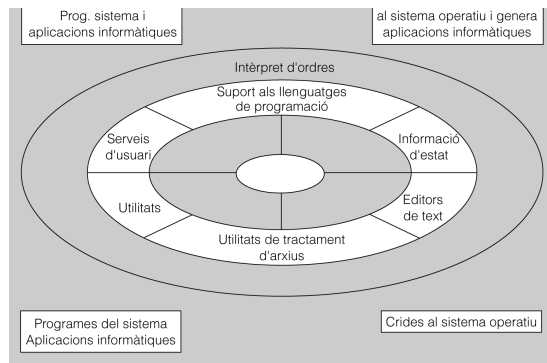 Prog. sistema i
aplicacions informàtiques
al sistema operatiu i genera
aplicacions informàtiques
Intèrpret d'ordres
Suport als llenguatges
de programació
Serveis
d'usuari
Informació
d'estat
Utilitats
Editors
de text
Utilitats de tractament
d'arxius
Programes del sistema
Aplicacions informàtiques
Crides al sistema operatiu